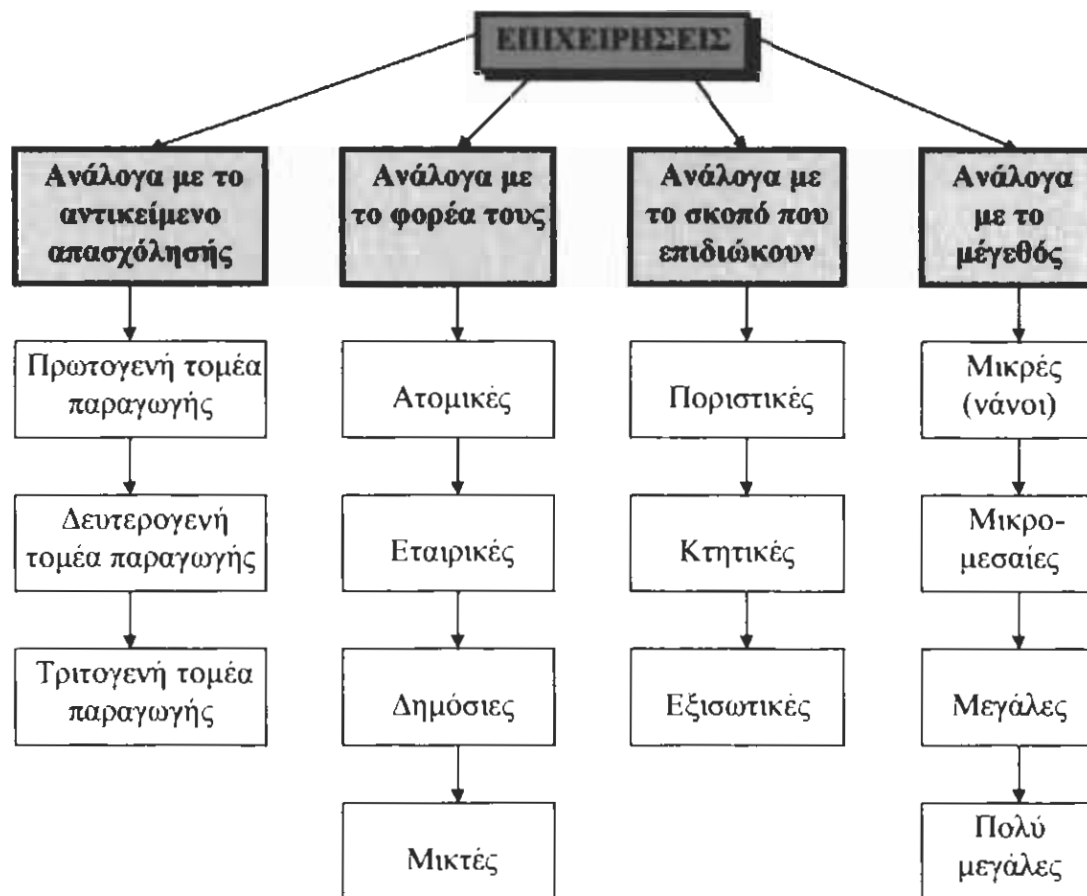 ΕΠΙΧΕΙΡΗΣΕΙΣ
Ανάλογα με το
αντικείμενο
απασχόλησής
Πρωτογενή τομέα
παραγωγής
Δευτερογενή
τομέα παραγωγής
Τριτογενή τομέα
παραγωγής
Ανάλογα με
το φορέα τους
Ατομικές
Εταιρικές
Δημόσιες
Μικτές
Ανάλογα με
το σκοπό που
επιδιώκουν
Ποριστικές
Κτητικές
Εξισωτικές
Ανάλογα
με το
μέγεθός
Μικρές
(νάνοι)
Μικρο-
μεσαίες
Μεγάλες
Πολύ
μεγάλες